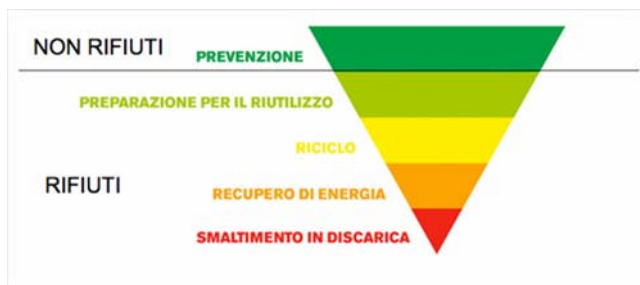 NON RIFIUTI
PREVENZIONE
PREPARAZIONE PER IL RIUTILIZZO
RICICLO
RIFIUTI
RECUPERO DI ENERGIA
SMALTIMENTO IN DISCARICA